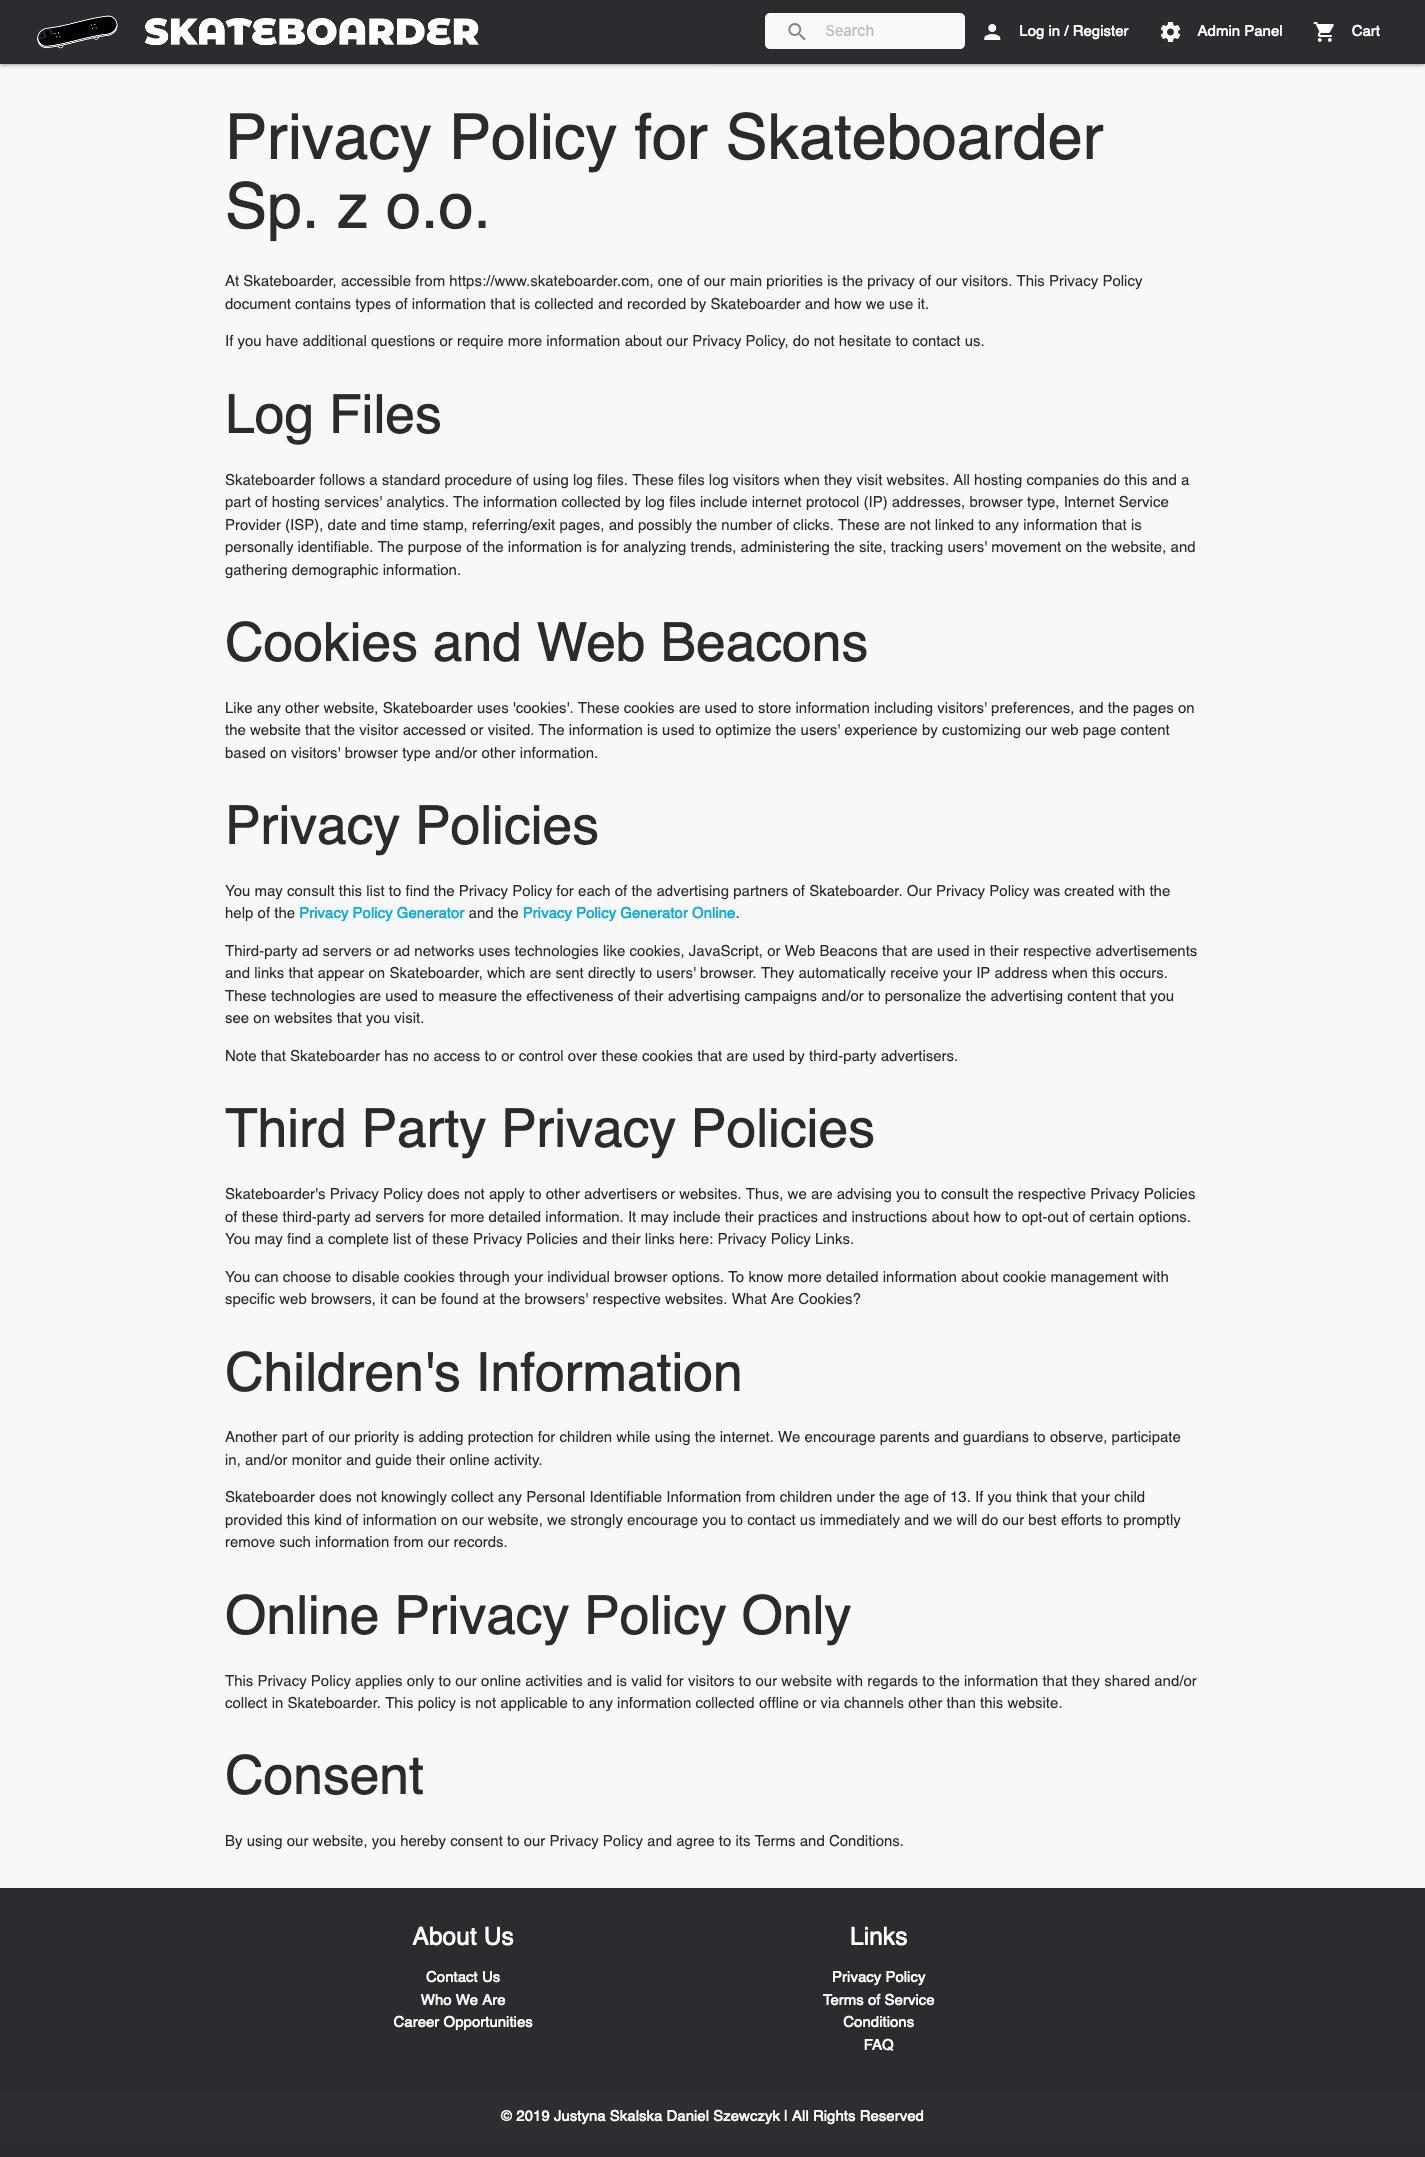 SKATEBOARDER
Search
Log in / Register
Admin Panel
Cart
Privacy Policy for Skateboarder
Sp. z o.o.
At Skateboarder, accessible from https://www.skateboarder.com, one of our main priorities is the privacy of our visitors. This Privacy Policy
document contains types of information that is collected and recorded by Skateboarder and how we use it.
If you have additional questions or require more information about our Privacy Policy, do not hesitate to contact us.
Log Files
Skateboarder follows a standard procedure of using log files. These files log visitors when they visit websites. All hosting companies do this and a
part of hosting services' analytics. The information collected by log files include internet protocol (IP) addresses, browser type, Internet Service
Provider (ISP), date and time stamp, referring/exit pages, and possibly the number of clicks. These are not linked to any information that is
personally identifiable. The purpose of the information is for analyzing trends, administering the site, tracking users' movement on the website, and
gathering demographic information.
Cookies and Web Beacons
Like any other website, Skateboarder uses 'cookies'. These cookies are used to store information including visitors' preferences, and the pages on
the website that the visitor accessed or visited. The information is used to optimize the users' experience by customizing our web page content
based on visitors' browser type and/or other information.
Privacy Policies
You may consult this list to find the Privacy Policy for each of the advertising partners of Skateboarder. Our Privacy Policy was created with the
help of the Privacy Policy Generator and the Privacy Policy Generator Online.
Third-party ad servers or ad networks uses technologies like cookies, JavaScript, or Web Beacons that are used in their respective advertisements
and links that appear on Skateboarder, which are sent directly to users' browser. They automatically receive your IP address when this occurs.
These technologies are used to measure the effectiveness of their advertising campaigns and/or to personalize the advertising content that you
see on websites that you visit.
Note that Skateboarder has no access to or control over these cookies that are used by third-party advertisers.
Third Party Privacy Policies
Skateboarder's Privacy Policy does not apply to other advertisers or websites. Thus, we are advising you to consult the respective Privacy Policies
of these third-party ad servers for more detailed information. It may include their practices and instructions about how to opt-out of certain options.
You may find a complete list of these Privacy Policies and their links here: Privacy Policy Links.
You can choose to disable cookies through your individual browser options. To know more detailed information about cookie management with
specific web browsers, it can be found at the browsers' respective websites. What Are Cookies?
Children's Information
Another part of our priority is adding protection for children while using the internet. We encourage parents and guardians to observe, participate
in, and/or monitor and guide their online activity.
Skateboarder does not knowingly collect any Personal Identifiable Information from children under the age of 13. If you think that your child
provided this kind of information on our website, we strongly encourage you to contact us immediately and we will do our best efforts to promptly
remove such information from our records.
Online Privacy Policy Only
This Privacy Policy applies only to our online activities and is valid for visitors to our website with regards to the information that they shared and/or
collect in Skateboarder. This policy is not applicable to any information collected offline or via channels other than this website.
Consent
By using our website, you hereby consent to our Privacy Policy and agree to its Terms and Conditions.
About Us
Contact Us
Who We Are
Career Opportunities
Links
Privacy Policy
Terms of Service
Conditions
FAQ
© 2019 Justyna Skalska Daniel Szewczyk | All Rights Reserved